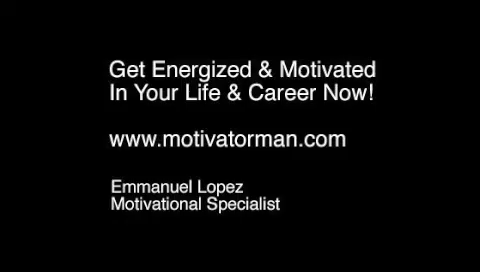 Get Energized & Motivated
In Your Life & Career Now!
www.motivatorman.com
Emmanuel Lopez
Motivational Specialist